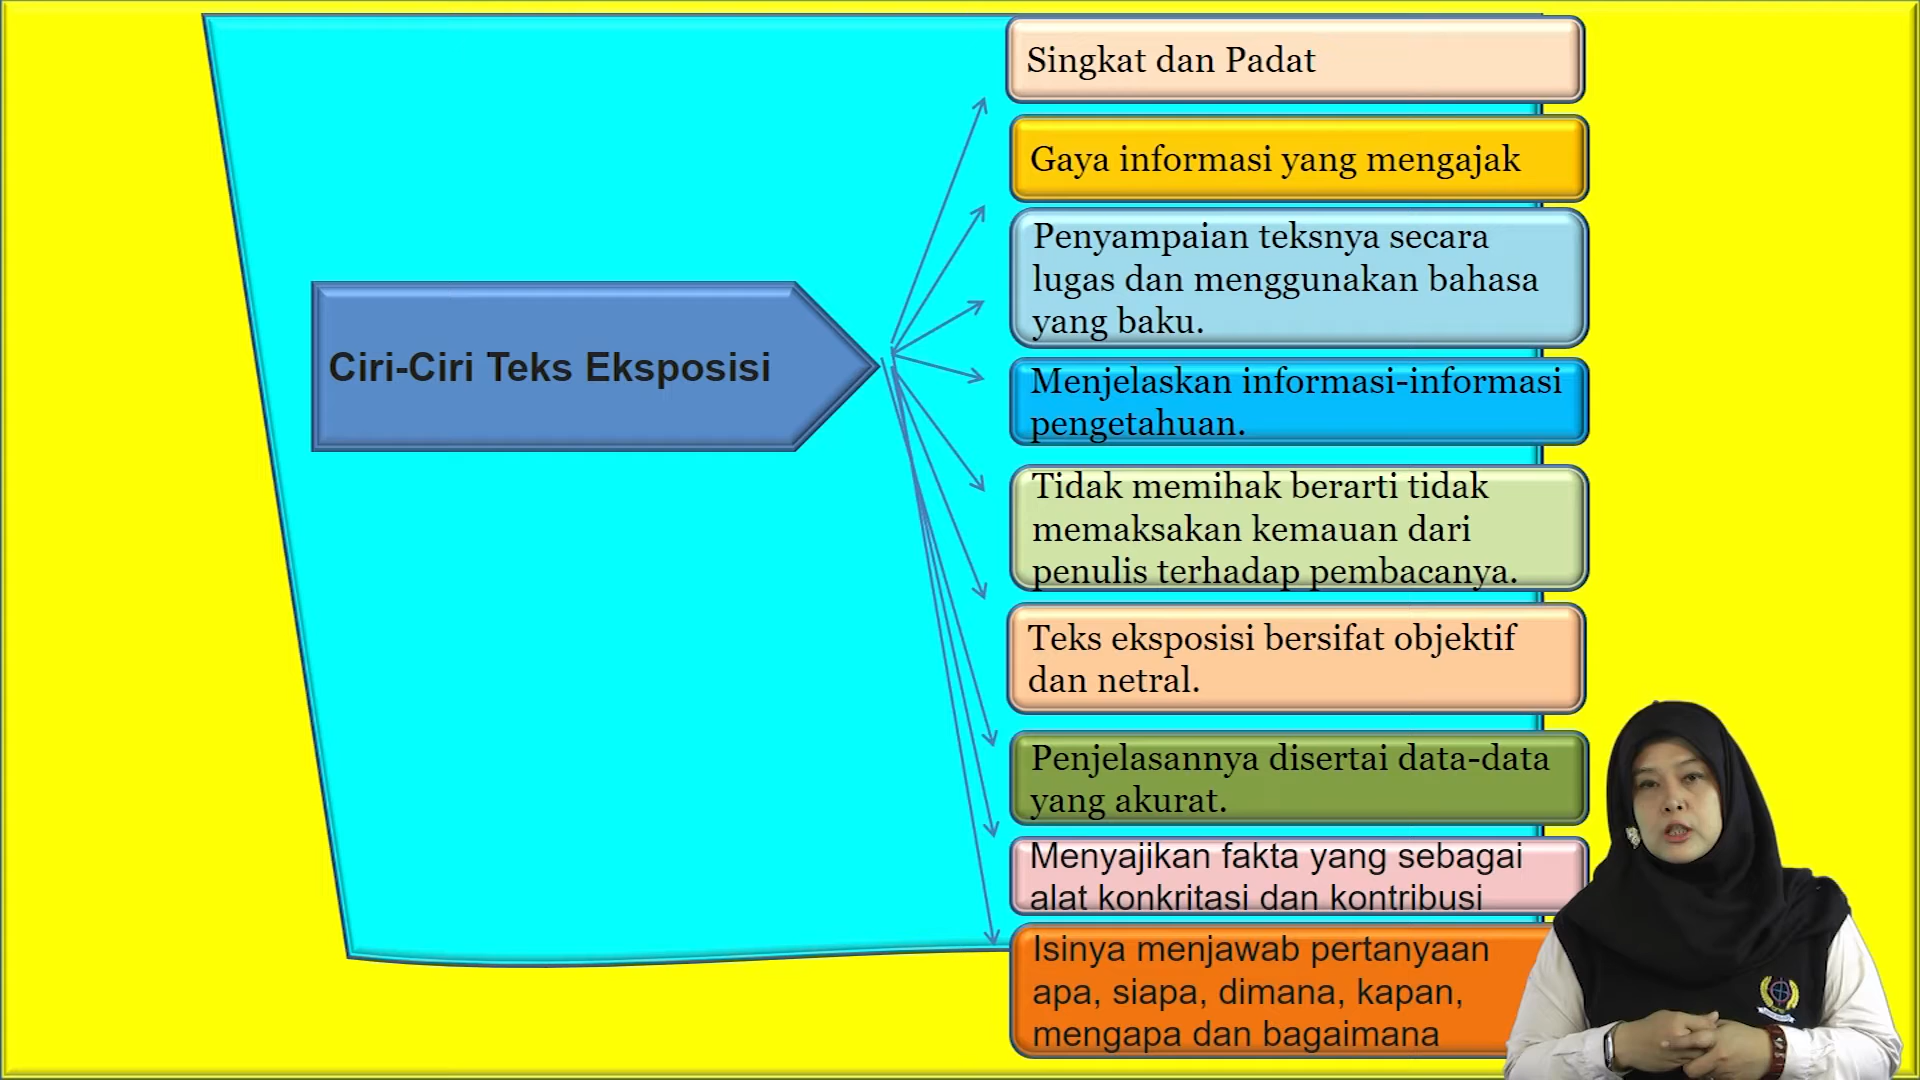 Ciri-Ciri Teks Eksposisi
Singkat dan Padat
Gaya informasi yang mengajak
Penyampaian teksnya secara
lugas dan menggunakan bahasa
yang baku.
Menjelaskan informasi-informasi
pengetahuan.
Tidak memihak berarti tidak
memaksakan kemauan dari
penulis terhadap pembacanya.
Teks eksposisi bersifat objektif
dan netral.
Penjelasannya disertai data-data
yang akurat.
Menyajikan fakta yang sebagai
alat konkritasi dan kontribusi
Isinya menjawab pertanyaan
apa, siapa, dimana, kapan,
mengapa dan bagaimana